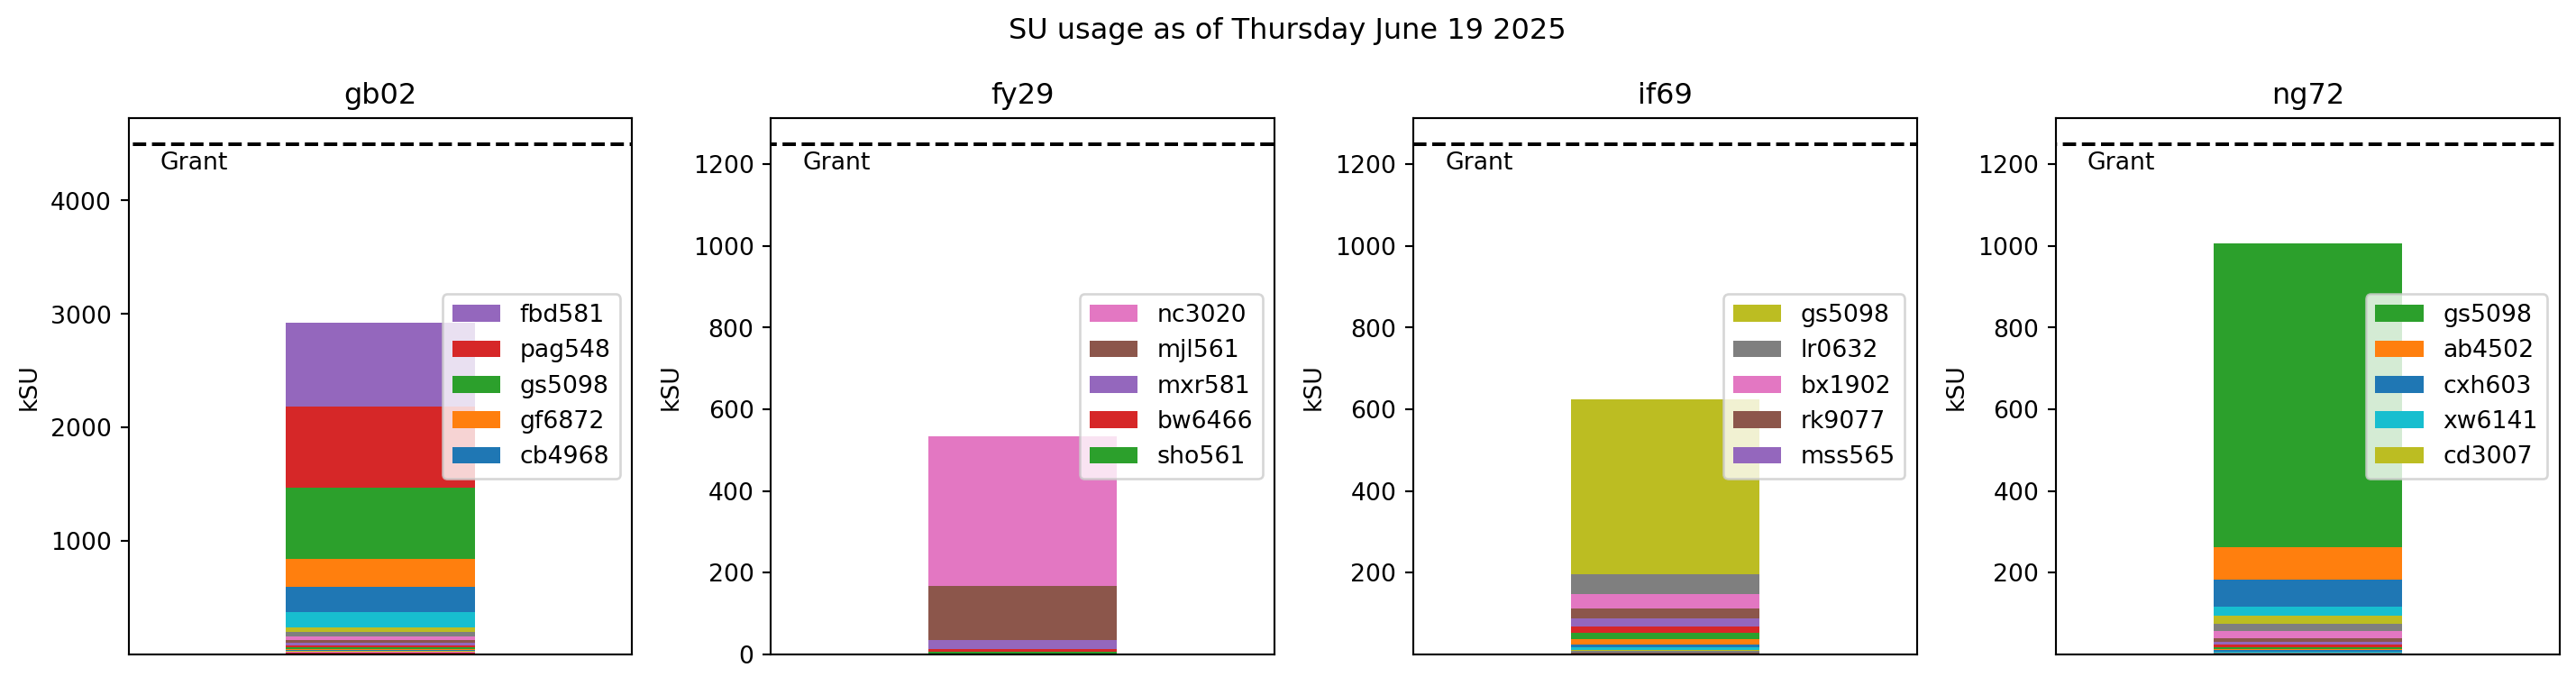 SU usage as of Thursday June 19 2025
gb02
kSU
4000
3000
2000
1000
Grant
fbd581
pag548
gs5098
gf6872
cb4968
fy29
kSU
1200
1000
800
600
400
200
0
Grant
nc3020
mjl561
mxr581
bw6466
sho561
if69
kSU
1200
1000
800
600
400
200
Grant
gs5098
lr0632
bx1902
rk9077
mss565
ng72
kSU
1200
1000
800
600
400
200
Grant
gs5098
ab4502
cxh603
xw6141
cd3007